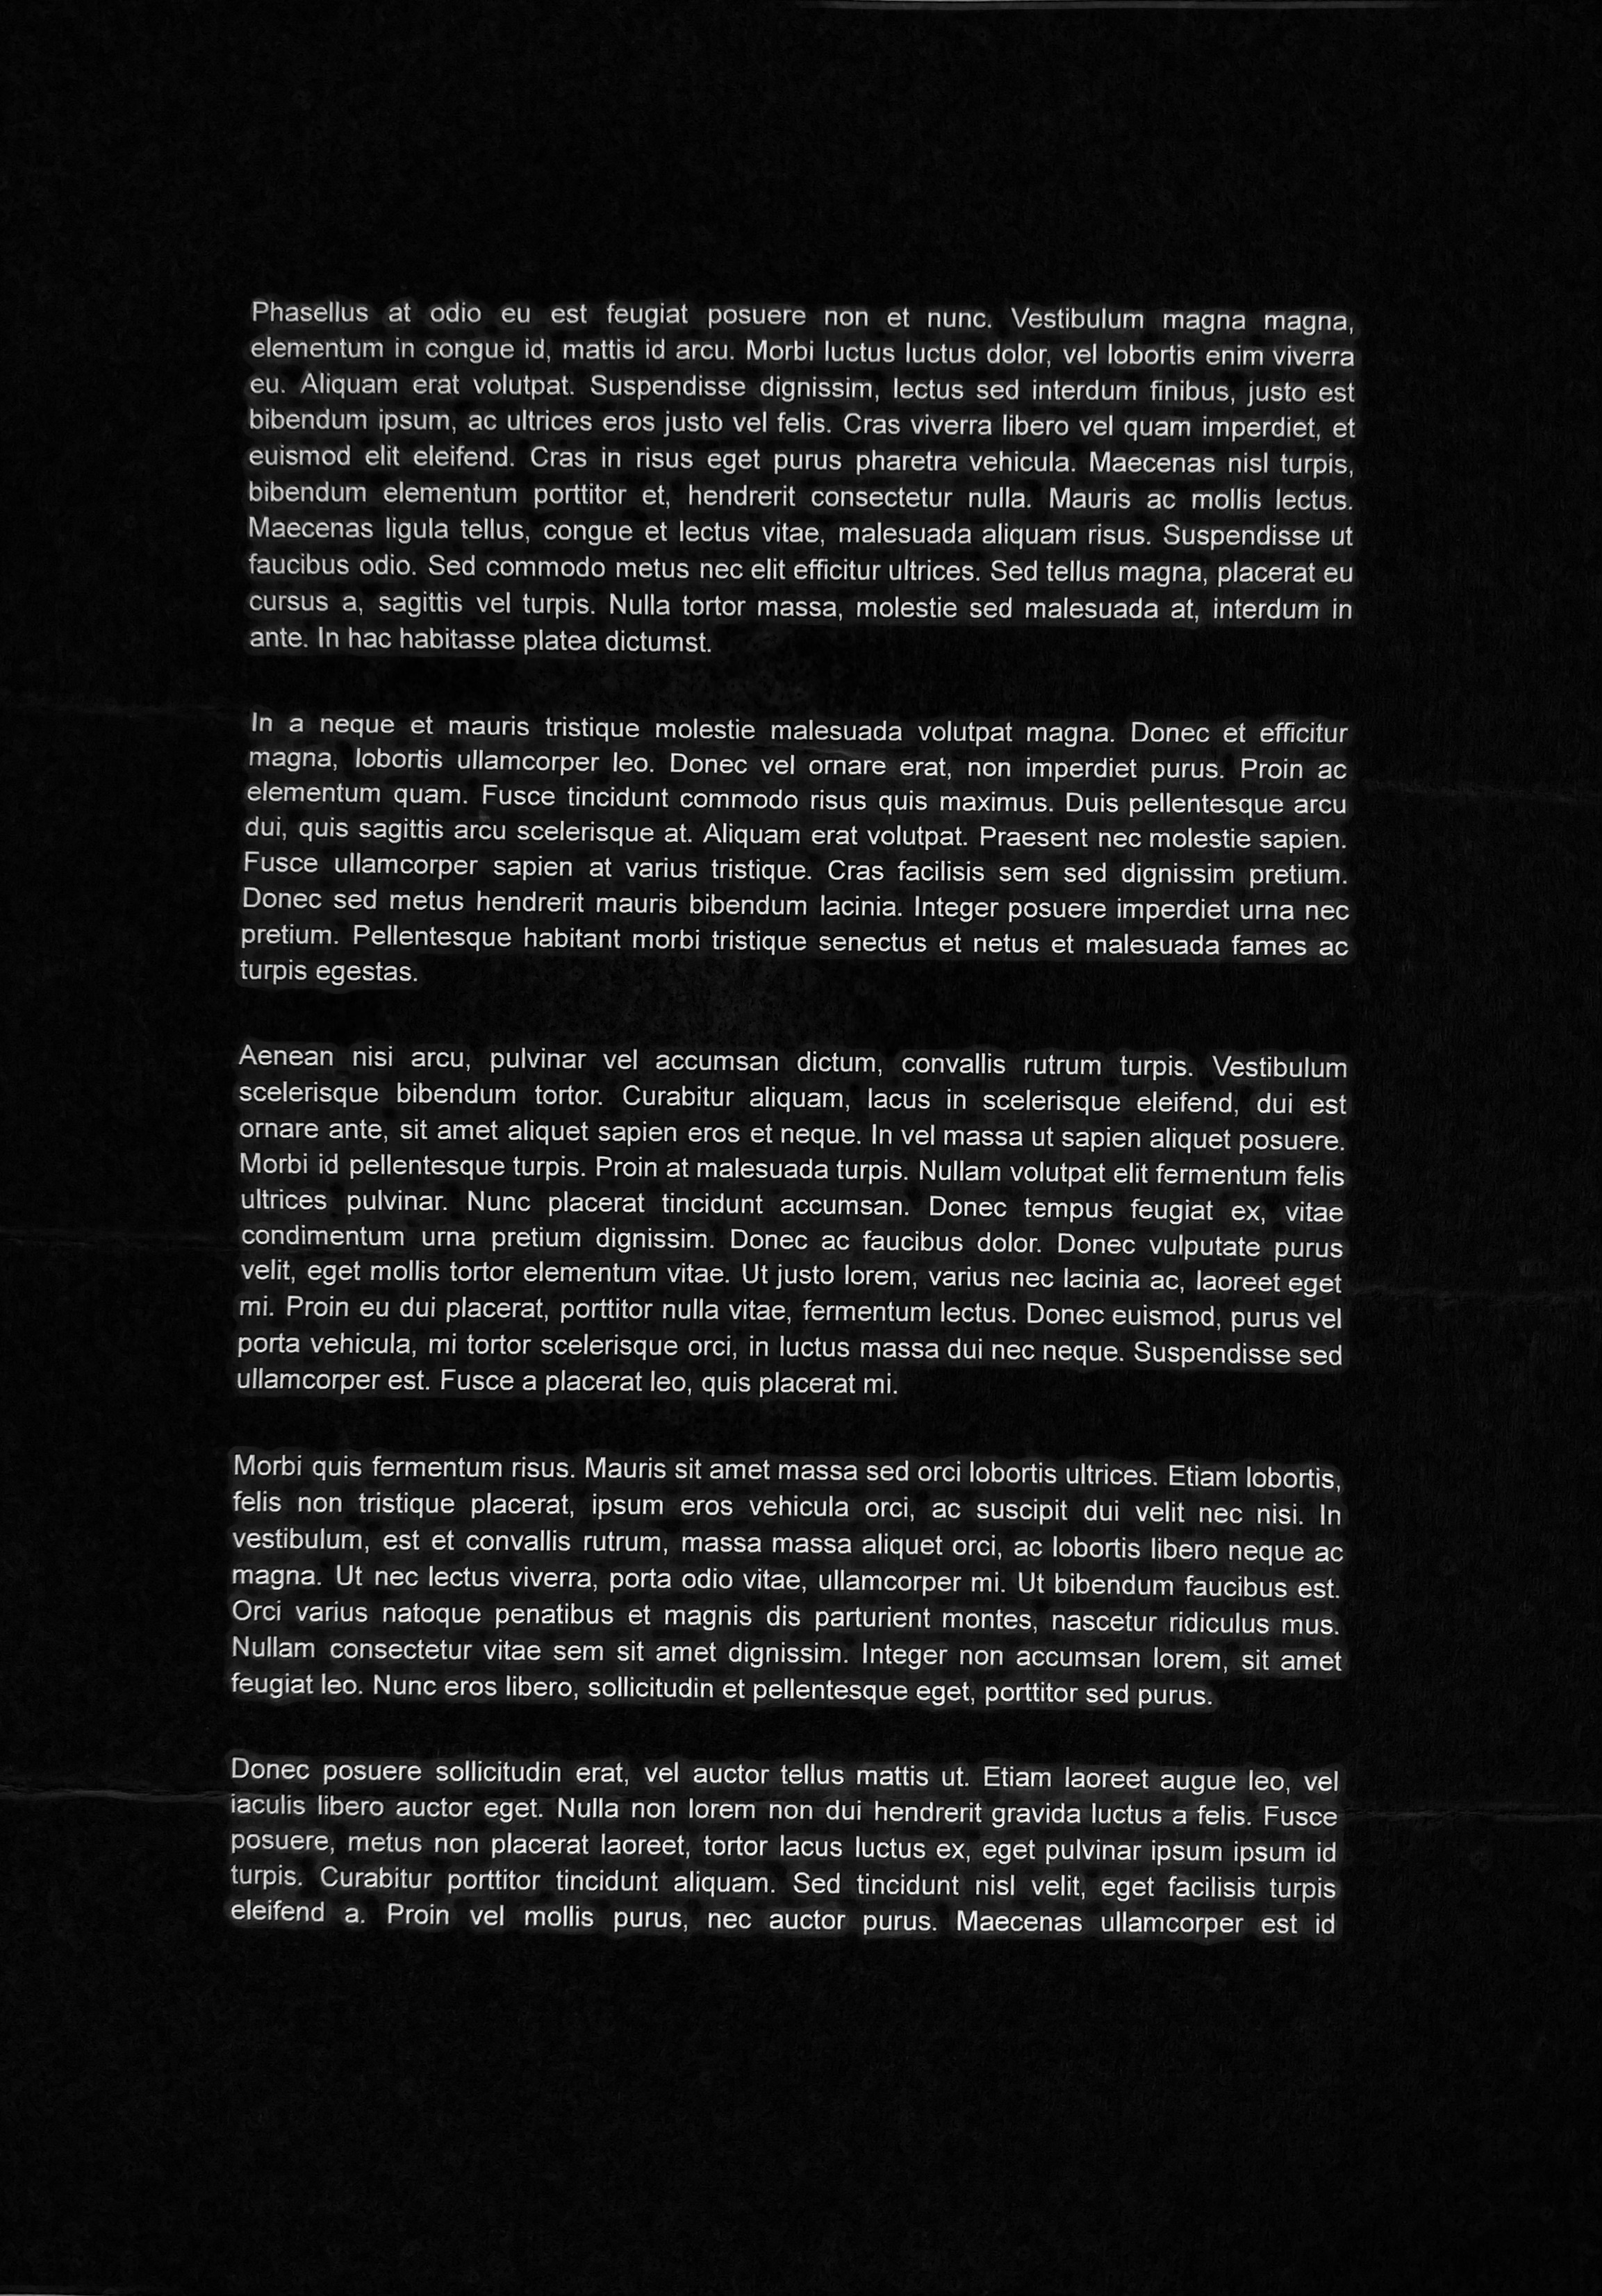 Phasellus at odio eu est feugiat posuere non et nunc. Vestibulum magna magna,
elementum in congue id, mattis id arcu. Morbi luctus luctus dolor, vel lobortis enim viverra
eu. Aliquam erat volutpat. Suspendisse dignissim, lectus sed interdum finibus, justo est
bibendum ipsum, ac ultrices eros justo vel felis. Cras viverra libero vel quam imperdiet, et
euismod elit eleifend. Cras in risus eget purus pharetra vehicula. Maecenas nisl turpis,
bibendum elementum porttitor et, hendrerit consectetur nulla. Mauris ac mollis lectus.
Maecenas ligula tellus, congue et lectus vitae, malesuada aliquam risus. Suspendisse ut
faucibus odio. Sed commodo metus nec elit efficitur ultrices. Sed tellus magna, placerat eu
cursus a, sagittis vel turpis. Nulla tortor massa, molestie sed malesuada at, interdum in
ante. In hac habitasse platea dictumst.
In a neque et mauris tristique molestie malesuada volutpat magna. Donec et efficitur
magna, lobortis ullamcorper leo. Donec vel ornare erat, non imperdiet purus. Proin ac
elementum quam. Fusce tincidunt commodo risus quis maximus. Duis pellentesque arcu
dui, quis sagittis arcu scelerisque at. Aliquam erat volutpat. Praesent nec molestie sapien.
Fusce ullamcorper sapien at varius tristique. Cras facilisis sem sed dignissim pretium.
Donec sed metus hendrerit mauris bibendum lacinia. Integer posuere imperdiet urna nec
pretium. Pellentesque habitant morbi tristique senectus et netus et malesuada fames ac
turpis egestas.
Aenean nisi arcu, pulvinar vel accumsan dictum, convallis rutrum turpis. Vestibulum
scelerisque bibendum tortor. Curabitur aliquam, lacus in scelerisque eleifend, dui est
ornare ante, sit amet aliquet sapien eros et neque. In vel massa ut sapien aliquet posuere.
Morbi id pellentesque turpis. Proin at malesuada turpis. Nullam volutpat elit fermentum felis
ultrices pulvinar. Nunc placerat tincidunt accumsan. Donec tempus feugiat ex, vitae
condimentum urna pretium dignissim. Donec ac faucibus dolor. Donec vulputate purus
velit, eget mollis tortor elementum vitae. Ut justo lorem, varius nec lacinia ac, laoreet eget
mi. Proin eu dui placerat, porttitor nulla vitae, fermentum lectus. Donec euismod, purus vel
porta vehicula, mi tortor scelerisque orci, in luctus massa dui nec neque. Suspendisse sed
ullamcorper est. Fusce a placerat leo, quis placerat mi.
Morbi quis fermentum risus. Mauris sit amet massa sed orci lobortis ultrices. Etiam lobortis,
felis non tristique placerat, ipsum eros vehicula orci, ac suscipit dui velit nec nisi. In
vestibulum, est et convallis rutrum, massa massa aliquet orci, ac lobortis libero neque ac
magna. Ut nec lectus viverra, porta odio vitae, ullamcorper mi. Ut bibendum faucibus est.
Orci varius natoque penatibus et magnis dis parturient montes, nascetur ridiculus mus.
Nullam consectetur vitae sem sit amet dignissim. Integer non accumsan lorem, sit amet
feugiat leo. Nunc eros libero, sollicitudin et pellentesque eget, porttitor sed purus.
Donec posuere sollicitudin erat, vel auctor tellus mattis ut. Etiam laoreet augue leo, vel
iaculis libero auctor eget. Nulla non lorem non dui hendrerit gravida luctus a felis. Fusce
posuere, metus non placerat laoreet, tortor lacus luctus ex, eget pulvinar ipsum ipsum id
turpis. Curabitur porttitor tincidunt aliquam. Sed tincidunt nisl velit, eget facilisis turpis
eleifend a. Proin vel mollis purus, nec auctor purus. Maecenas ullamcorper est id